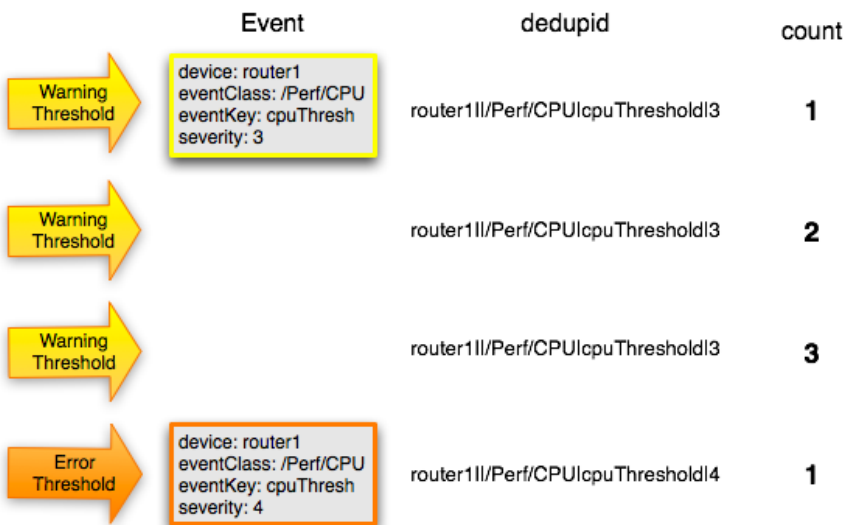 Event dedupid count
Warning
Threshold
device: router1
eventClass: /Perf/CPU
eventKey: cpuThresh
severity: 3
router1||/Perf/CPU|cpuThreshold|3 1
Warning
Threshold
router1||/Perf/CPU|cpuThreshold|3 2
Warning
Threshold
router1||/Perf/CPU|cpuThreshold|3 3
Error
Threshold
device: router1
eventClass: /Perf/CPU
eventKey: cpuThresh
severity: 4
router1||/Perf/CPU|cpuThreshold|4 1